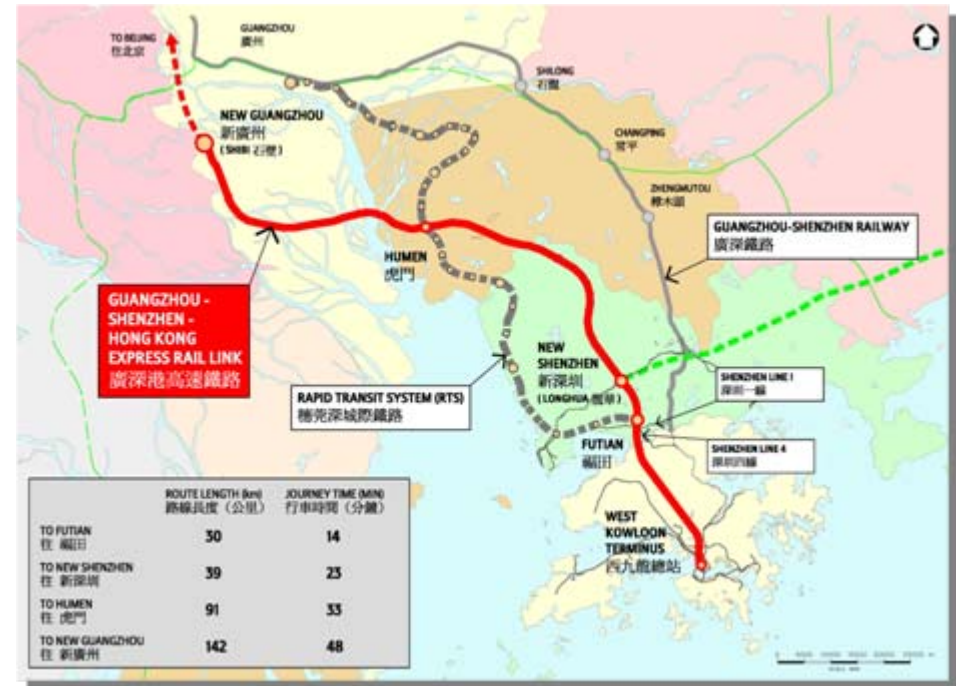 TO BEIJING
往北京
GUANGZHOU
廣州
SHILONG
石龍
NEW GUANGZHOU
新廣州
(SHIBI 石壁)
CHANGPING
常平
ZHENGMUTOU
樟木頭
GUANGZHOU-SHENZHEN RAILWAY
廣深鐵路
HUMEN
虎門
GUANGZHOU -
SHENZHEN -
HONG KONG
EXPRESS RAIL LINK
廣深港高速鐵路
NEW
SHENZHEN
新深圳
(LONGHUA 龍華)
RAPID TRANSIT SYSTEM (RTS)
穗莞深城際鐵路
SHENZHEN LINE 1
深圳一線
FUTIAN
福田
SHENZHEN LINE 4
深圳四線
WEST
KOWLOON
TERMINUS
西九龍總站
ROUTE LENGTH (km) JOURNEY TIME (MIN)
路線長度（公里） 行車時間（分鐘）
TO FUTIAN 30 14
往 福田
TO NEW SHENZHEN 39 23
往 新深圳
TO HUMEN 91 33
往 虎門
TO NEW GUANGZHOU 142 48
往 新廣州